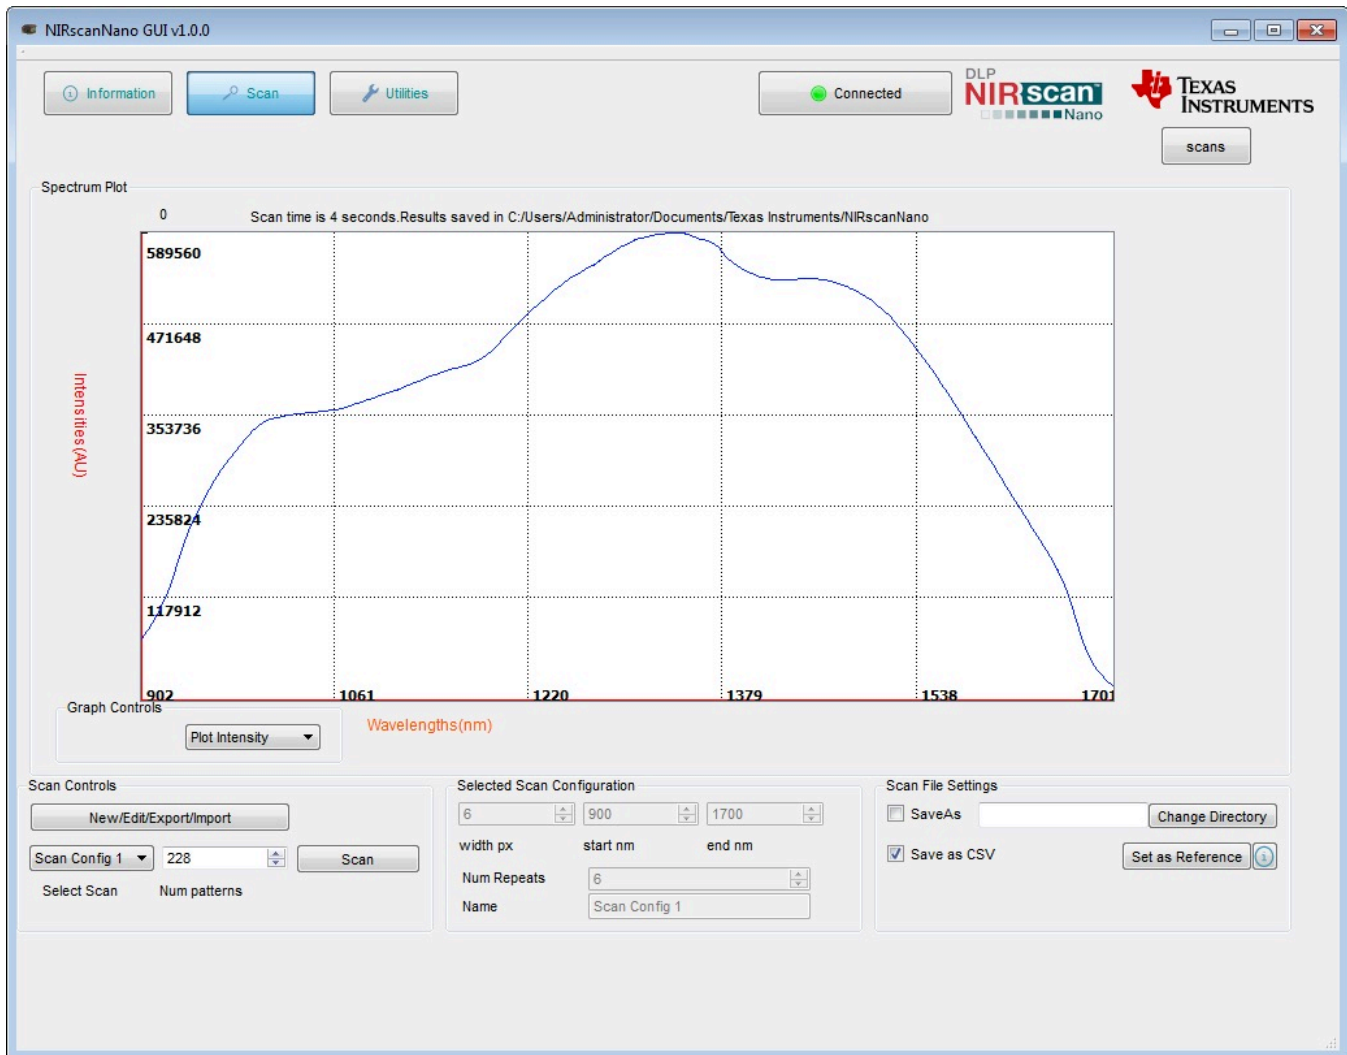 NIRscanNano GUI v1.0.0
Information
Scan
Utilities
Connected
DLP
NIRscan
Nano
TEXAS
INSTRUMENTS
scans
Spectrum Plot
0
Scan time is 4 seconds.Results saved in C:/Users/Administrator/Documents/Texas Instruments/NIRscanNano
589560
471648
353736
235824
117912
Intensities(AU)
902 1061 1220 1379 1538 1701
Wavelengths(nm)
Graph Controls
Plot Intensity
Scan Controls
New/Edit/Export/Import
Scan Config 1 228 Scan
Select Scan Num patterns
Selected Scan Configuration
6 900 1700
width px start nm end nm
Num Repeats 6
Name Scan Config 1
Scan File Settings
SaveAs Change Directory
Save as CSV Set as Reference